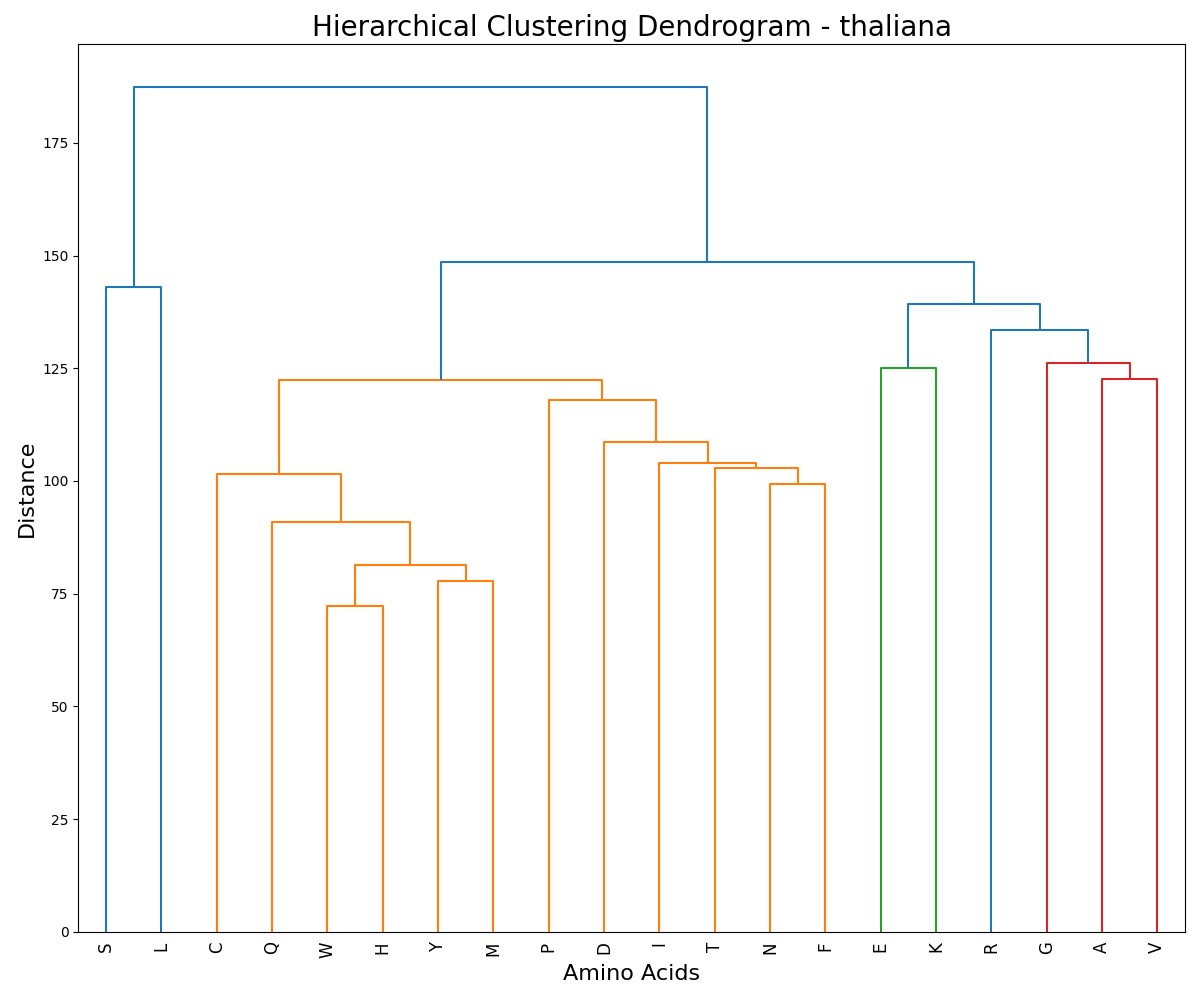 Hierarchical Clustering Dendrogram - thaliana
175
150
125
100
75
50
25
0
Distance
S L C Q W H Y M P D I T N F E K R G A V
Amino Acids